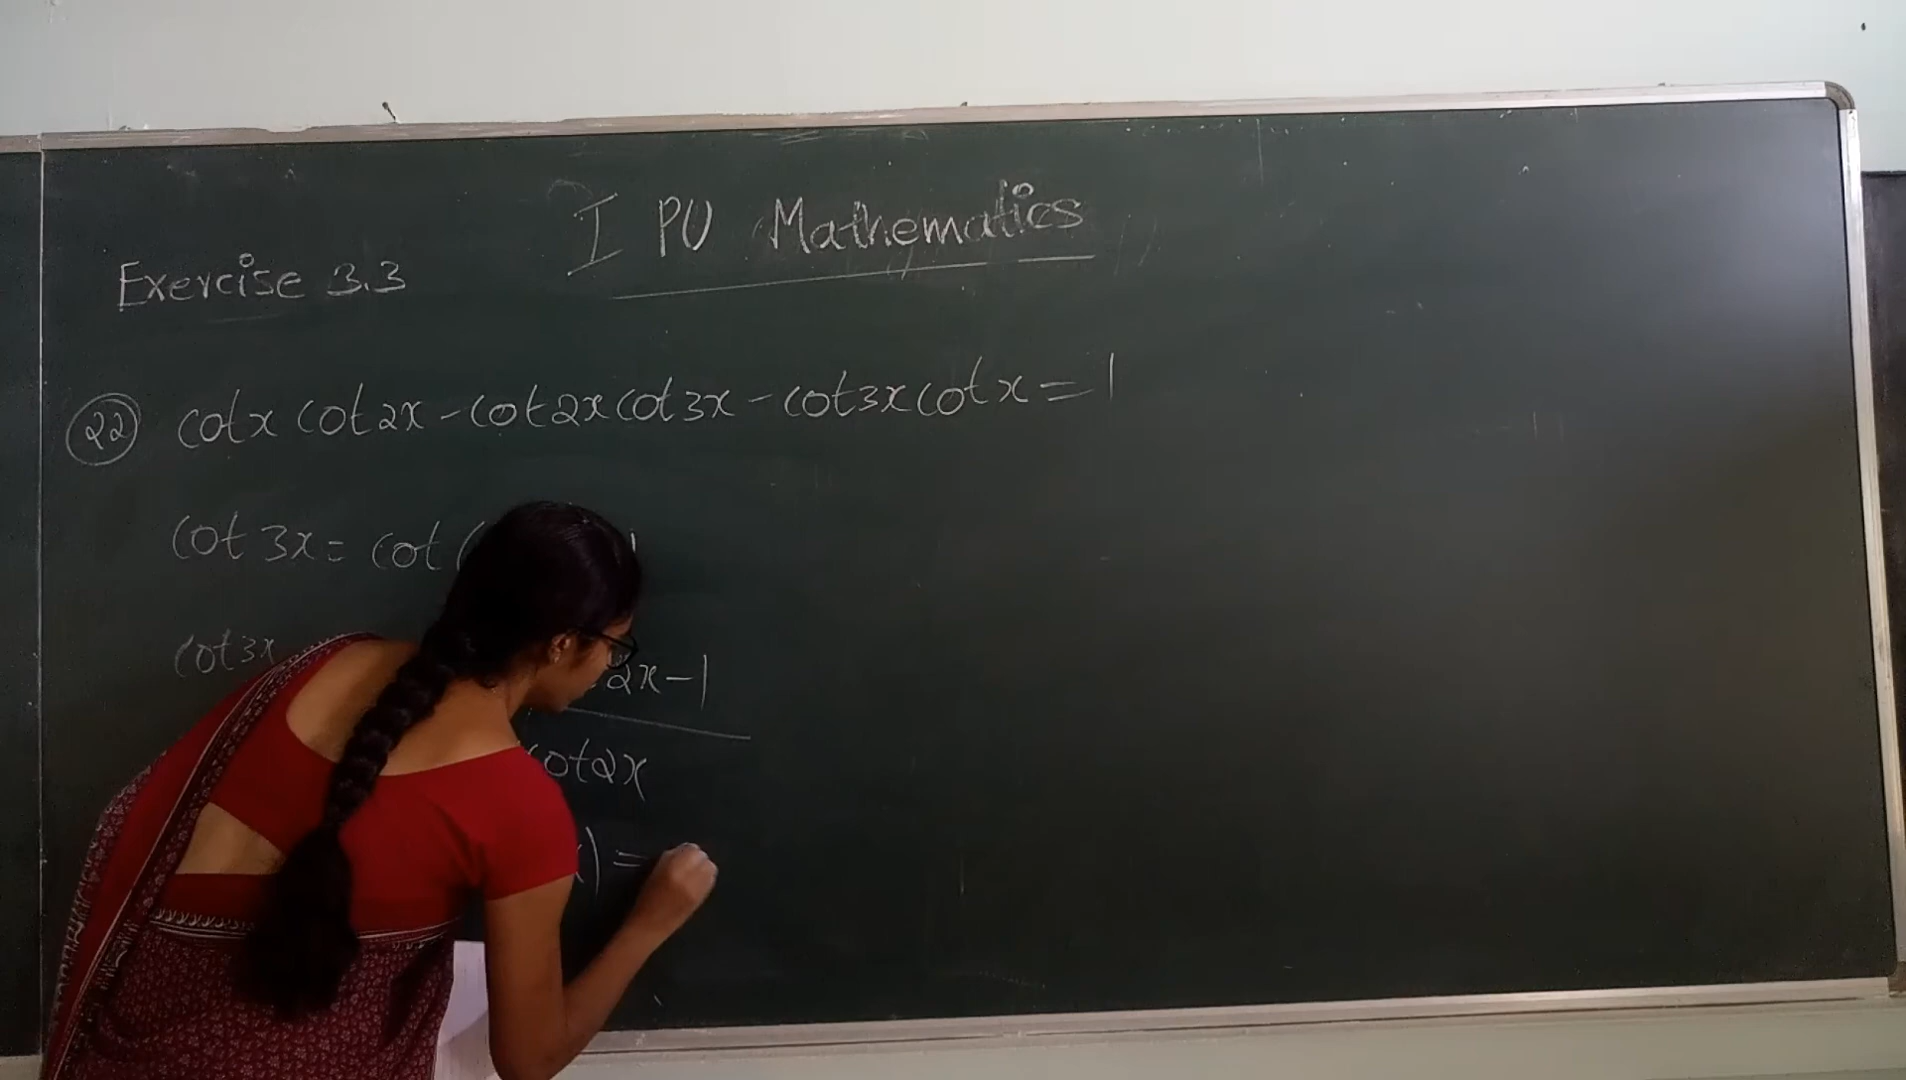 I PU Mathematics
Exercise 3.3
22 cotx cot2x - cot2x cot3x - cot3x cotx = 1
cot 3x = cot (
cot3x 2x - 1
cot2x
) =